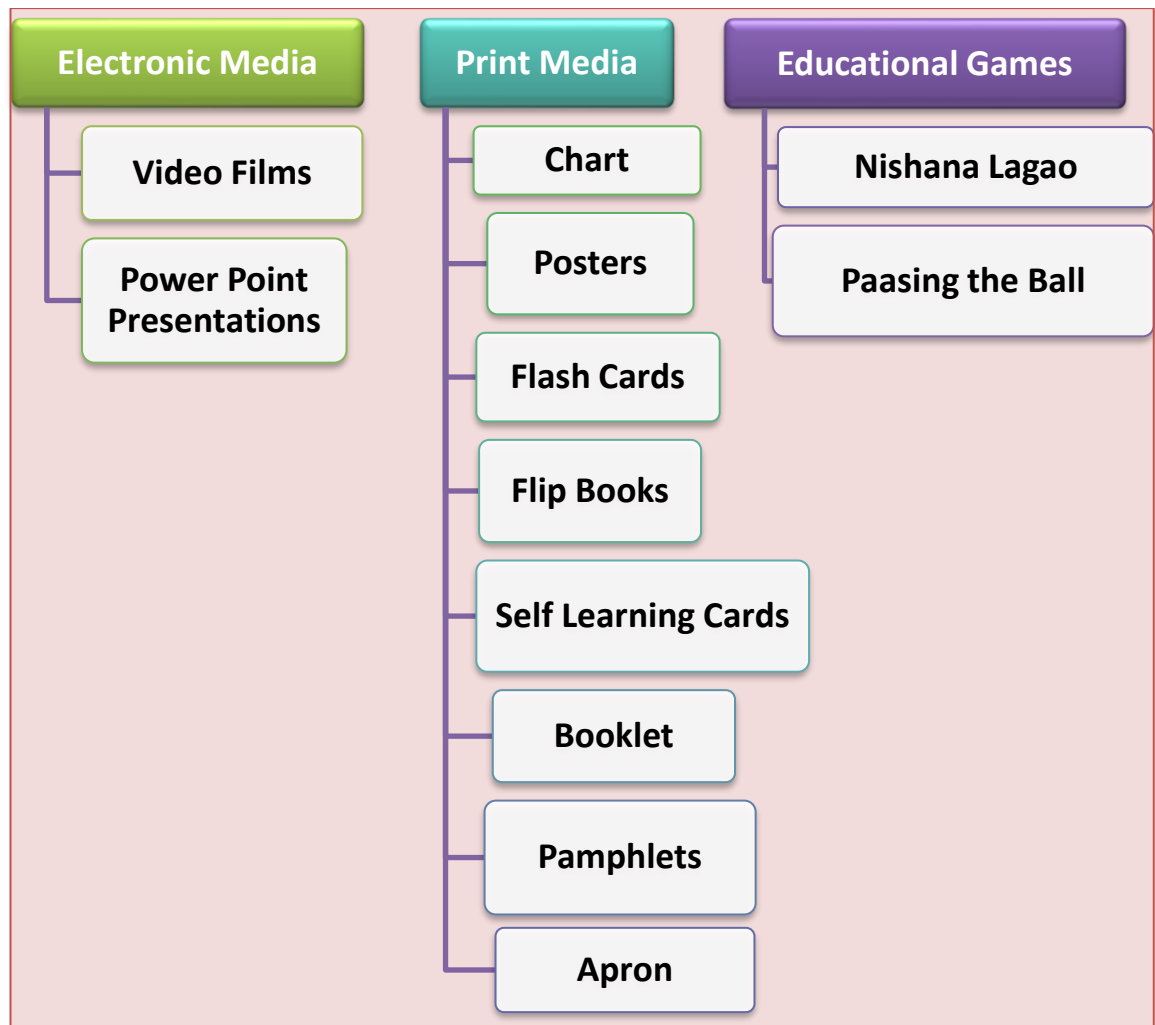 Electronic Media
Video Films
Power Point
Presentations
Print Media
Chart
Posters
Flash Cards
Flip Books
Self Learning Cards
Booklet
Pamphlets
Apron
Educational Games
Nishana Lagao
Paasing the Ball